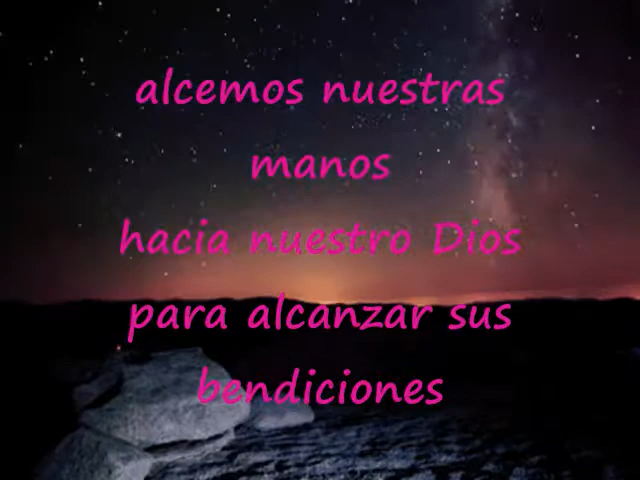 alcemos nuestras
manos
hacia nuestro Dios
para alcanzar sus
bendiciones